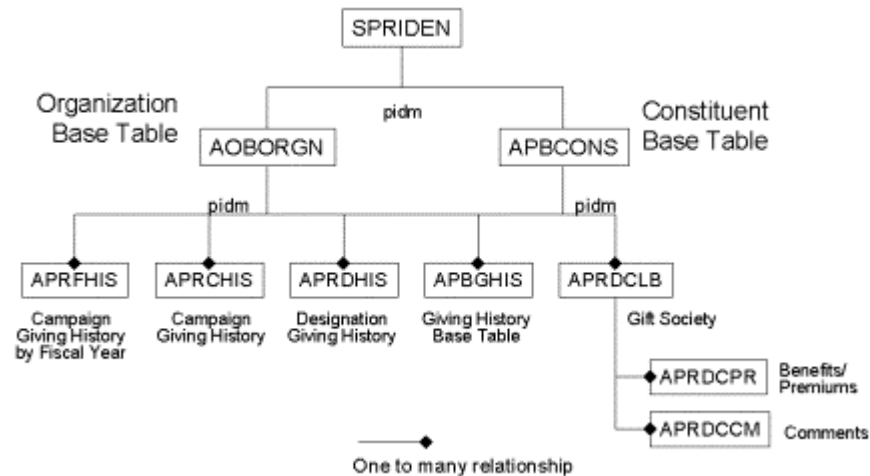 SPRIDEN
pidm
Organization
Base Table
Constituent
Base Table
AOBORGN
APBCONS
pidm
pidm
APRFHIS
APRCHIS
APRDHIS
APBGHIS
APRDCLB
Campaign
Giving History
by Fiscal Year
Campaign
Giving History
Designation
Giving History
Giving History
Base Table
Gift Society
APRDCPR
Benefits/
Premiums
APRDCCM
Comments
One to many relationship